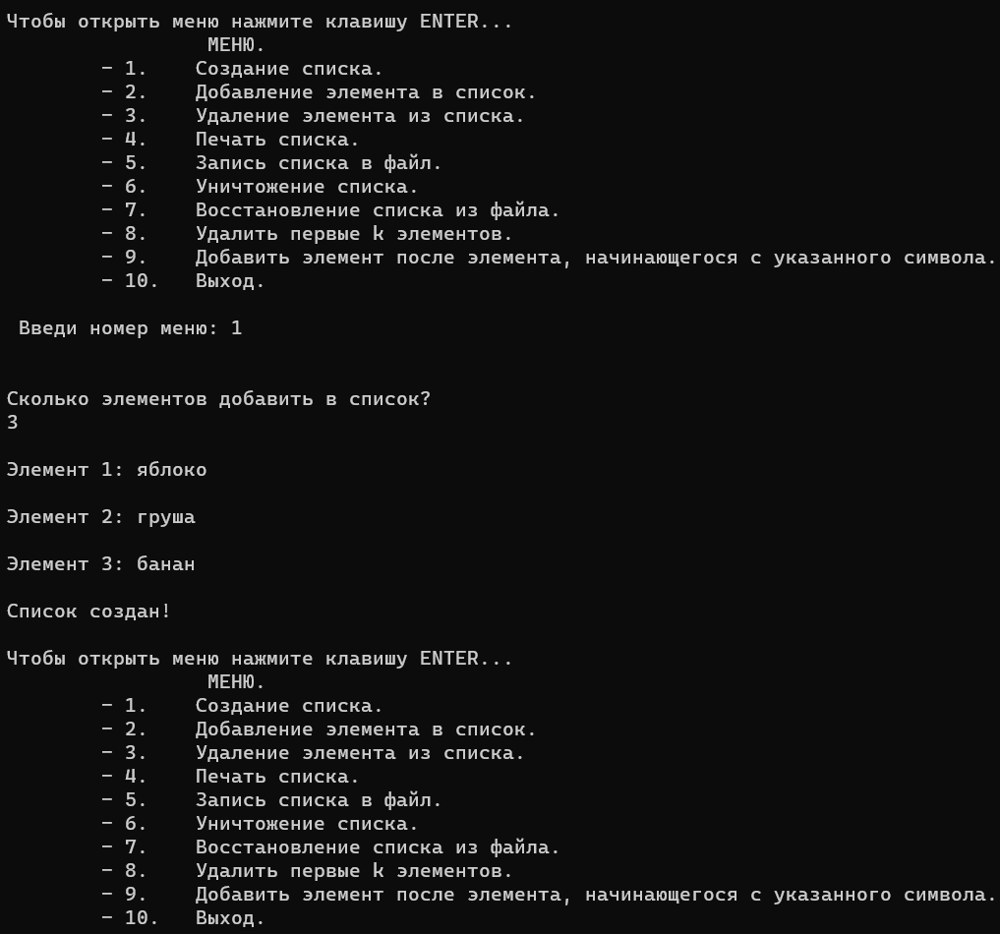 Чтобы открыть меню нажмите клавишу ENTER...
МЕНЮ.
– 1. Создание списка.
– 2. Добавление элемента в список.
– 3. Удаление элемента из списка.
– 4. Печать списка.
– 5. Запись списка в файл.
– 6. Уничтожение списка.
– 7. Восстановление списка из файла.
– 8. Удалить первые k элементов.
– 9. Добавить элемент после элемента, начинающегося с указанного символа.
– 10. Выход.
Введи номер меню: 1
Сколько элементов добавить в список?
3
Элемент 1: яблоко
Элемент 2: груша
Элемент 3: банан
Список создан!
Чтобы открыть меню нажмите клавишу ENTER...
МЕНЮ.
– 1. Создание списка.
– 2. Добавление элемента в список.
– 3. Удаление элемента из списка.
– 4. Печать списка.
– 5. Запись списка в файл.
– 6. Уничтожение списка.
– 7. Восстановление списка из файла.
– 8. Удалить первые k элементов.
– 9. Добавить элемент после элемента, начинающегося с указанного символа.
– 10. Выход.